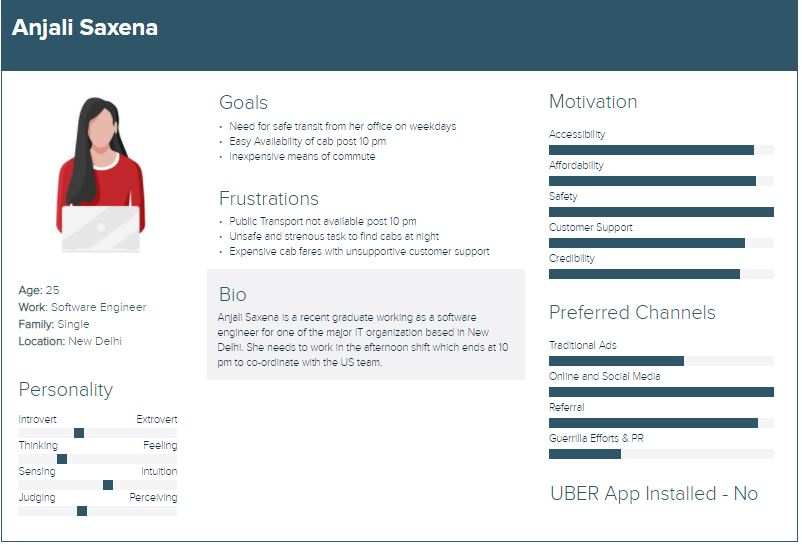 Anjali Saxena
Age: 25
Work: Software Engineer
Family: Single
Location: New Delhi
Personality
Introvert Extrovert
Thinking Feeling
Sensing Intuition
Judging Perceiving
Goals
• Need for safe transit from her office on weekdays
• Easy Availability of cab post 10 pm
• Inexpensive means of commute
Frustrations
• Public Transport not available post 10 pm
• Unsafe and strenous task to find cabs at night
• Expensive cab fares with unsupportive customer support
Bio
Anjali Saxena is a recent graduate working as a software
engineer for one of the major IT organization based in New
Delhi. She needs to work in the afternoon shift which ends at 10
pm to co-ordinate with the US team.
Motivation
Accessibility
Affordability
Safety
Customer Support
Credibility
Preferred Channels
Traditional Ads
Online and Social Media
Referral
Guerrilla Efforts & PR
UBER App Installed - No